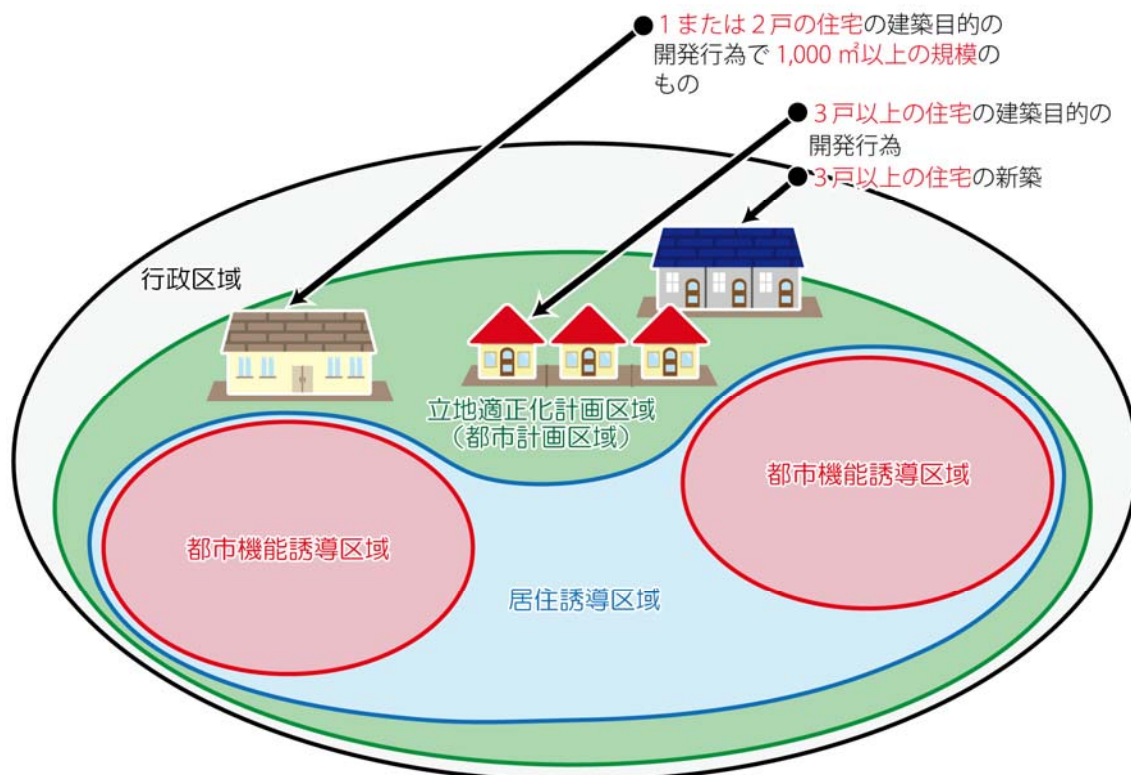 ●1または2戸の住宅の建築目的の
開発行為で1,000㎡以上の規模の
もの
●3戸以上の住宅の建築目的の
開発行為
●3戸以上の住宅の新築
行政区域
立地適正化計画区域
（都市計画区域）
都市機能誘導区域
都市機能誘導区域
居住誘導区域